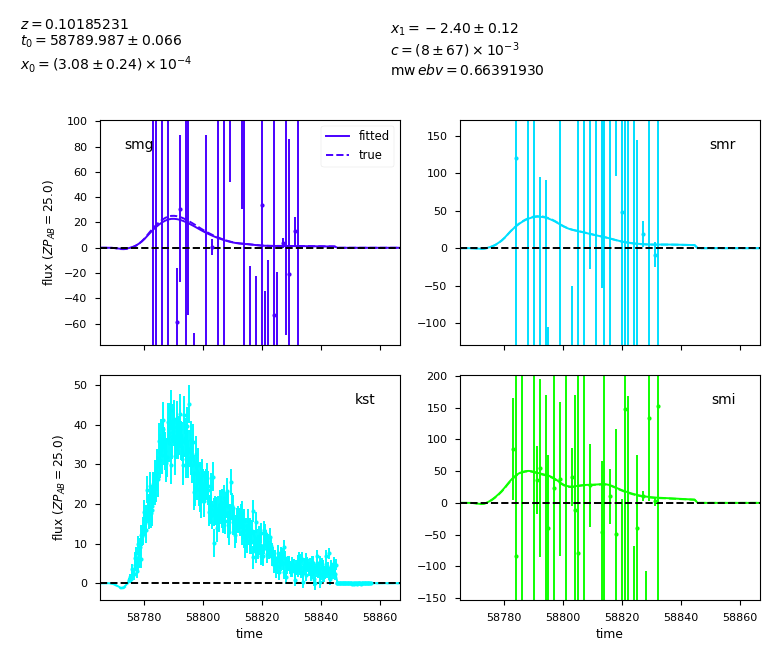 z = 0.10185231
t₀ = 58789.987 ± 0.066
x₀ = (3.08 ± 0.24) × 10⁻⁴
x₁ = −2.40 ± 0.12
c = (8 ± 67) × 10⁻³
mw ebv = 0.66391930
100
80
60
40
20
0
−20
−40
−60
flux (ZP_AB = 25.0)
smg
fitted
true
150
100
50
0
−50
−100
smr
50
40
30
20
10
0
flux (ZP_AB = 25.0)
kst
58780 58800 58820 58840 58860
time
200
150
100
50
0
−50
−100
−150
smi
58780 58800 58820 58840 58860
time